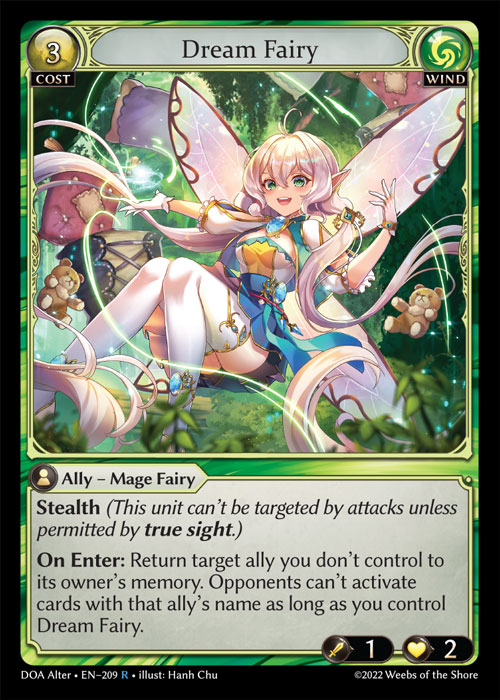 3
Dream Fairy
COST
WIND
Ally – Mage Fairy
Stealth (This unit can't be targeted by attacks unless
permitted by true sight.)
On Enter: Return target ally you don't control to
its owner's memory. Opponents can't activate
cards with that ally's name as long as you control
Dream Fairy.
1
2
DOA Alter • EN–209 R • illust: Hanh Chu
©2022 Weebs of the Shore